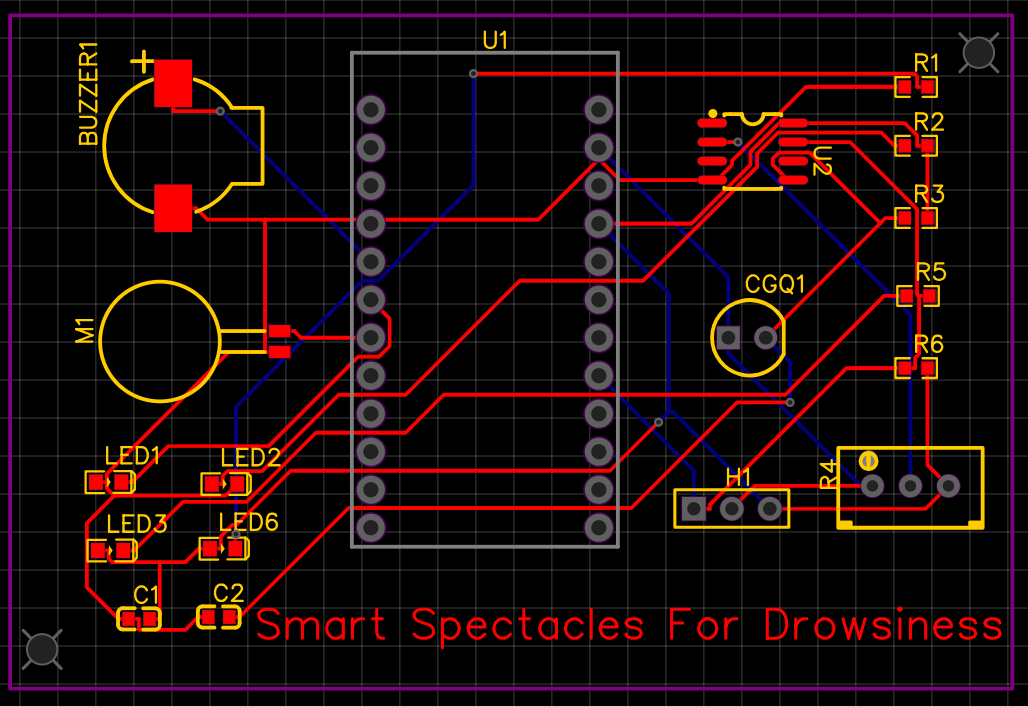 U1
BUZZER1
+
R1
R2
U2
R3
R5
CGQ1
M1
R6
LED1
LED2
H1
R4
LED3
LED6
C1
C2
Smart Spectacles For Drowsiness